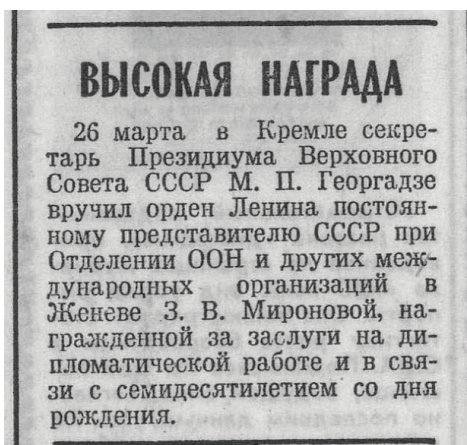 ВЫСОКАЯ НАГРАДА
26 марта в Кремле секре-
тарь Президиума Верховного
Совета СССР М. П. Георгадзе
вручил орден Ленина постоян-
ному представителю СССР при
Отделении ООН и других меж-
дународных организаций в
Женеве З. В. Мироновой, на-
гражденной за заслуги на ди-
пломатической работе и в свя-
зи с семидесятилетием со дня
рождения.